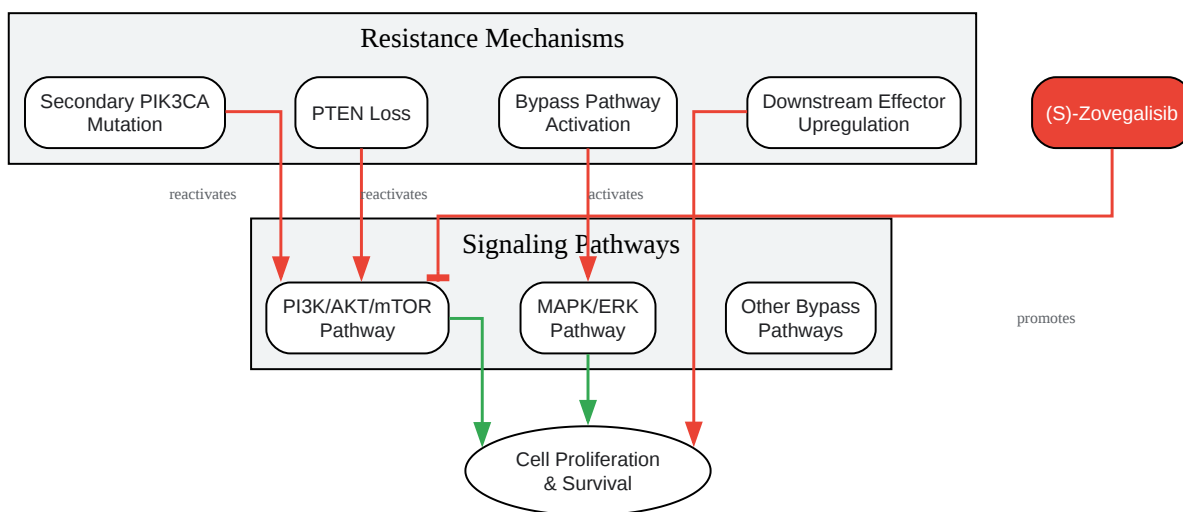 Resistance Mechanisms
Secondary PIK3CA
Mutation
PTEN Loss
Bypass Pathway
Activation
Downstream Effector
Upregulation
(S)-Zovegalisib
reactivates
reactivates
activates
Signaling Pathways
PI3K/AKT/mTOR
Pathway
MAPK/ERK
Pathway
Other Bypass
Pathways
promotes
Cell Proliferation
& Survival